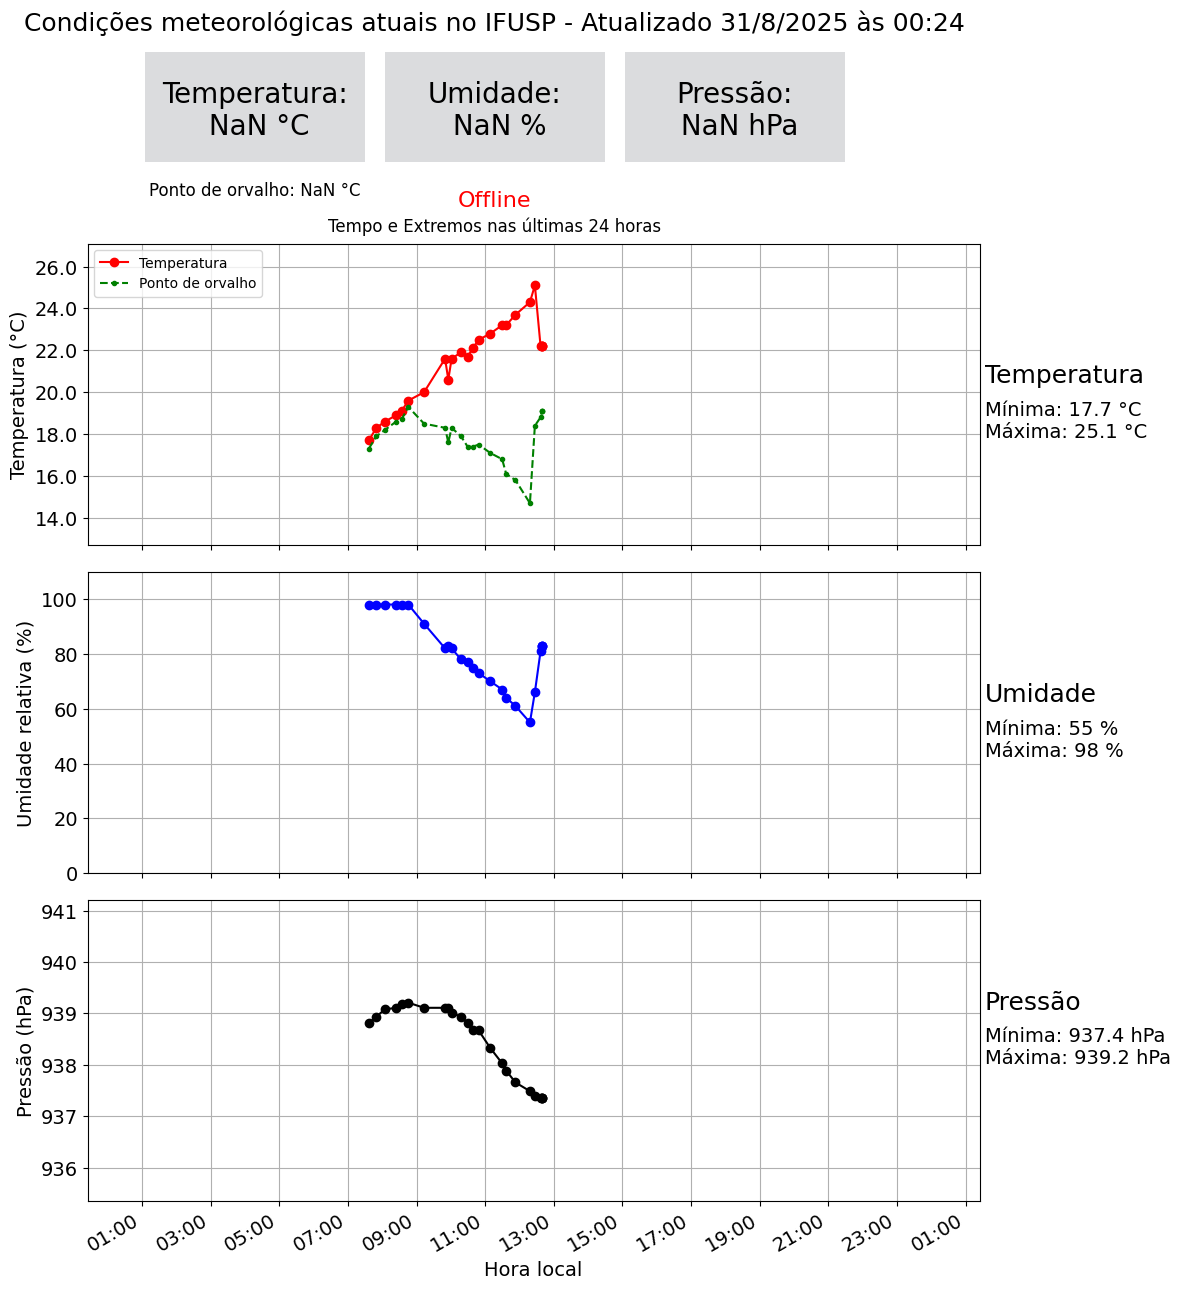 Condições meteorológicas atuais no IFUSP - Atualizado 31/8/2025 às 00:24
Temperatura:
NaN °C
Umidade:
NaN %
Pressão:
NaN hPa
Ponto de orvalho: NaN °C
Offline
Tempo e Extremos nas últimas 24 horas
Temperatura
Ponto de orvalho
Temperatura (°C)
26.0
24.0
22.0
20.0
18.0
16.0
14.0
Temperatura
Mínima: 17.7 °C
Máxima: 25.1 °C
Umidade relativa (%)
100
80
60
40
20
0
Umidade
Mínima: 55 %
Máxima: 98 %
Pressão (hPa)
941
940
939
938
937
936
Pressão
Mínima: 937.4 hPa
Máxima: 939.2 hPa
01:00 03:00 05:00 07:00 09:00 11:00 13:00 15:00 17:00 19:00 21:00 23:00 01:00
Hora local